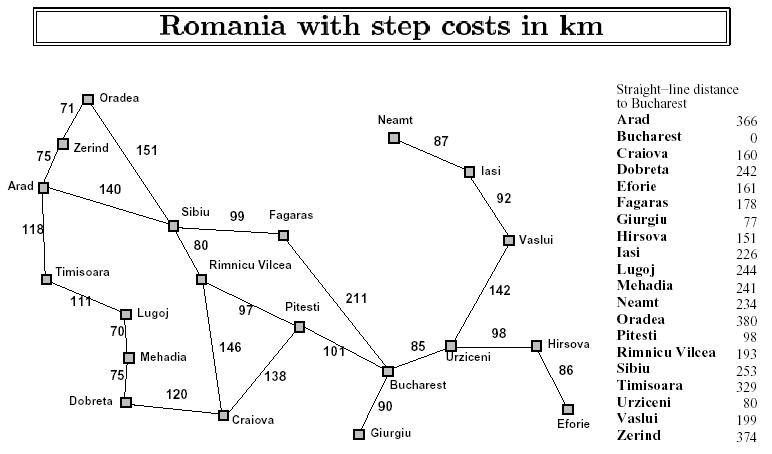 Romania with step costs in km
Oradea
71
Zerind
75
151
Arad
140
118
Sibiu
99
Fagaras
80
Timisoara
Rimnicu Vilcea
111
Lugoj
70
Mehadia
75
Dobreta
120
146
97
Pitesti
211
101
138
Craiova
Neamt
87
Iasi
92
Vaslui
142
85
98
Hirsova
Urziceni
86
Bucharest
90
Giurgiu
Eforie
Straight−line distance
to Bucharest
Arad 366
Bucharest 0
Craiova 160
Dobreta 242
Eforie 161
Fagaras 178
Giurgiu 77
Hirsova 151
Iasi 226
Lugoj 244
Mehadia 241
Neamt 234
Oradea 380
Pitesti 98
Rimnicu Vilcea 193
Sibiu 253
Timisoara 329
Urziceni 80
Vaslui 199
Zerind 374